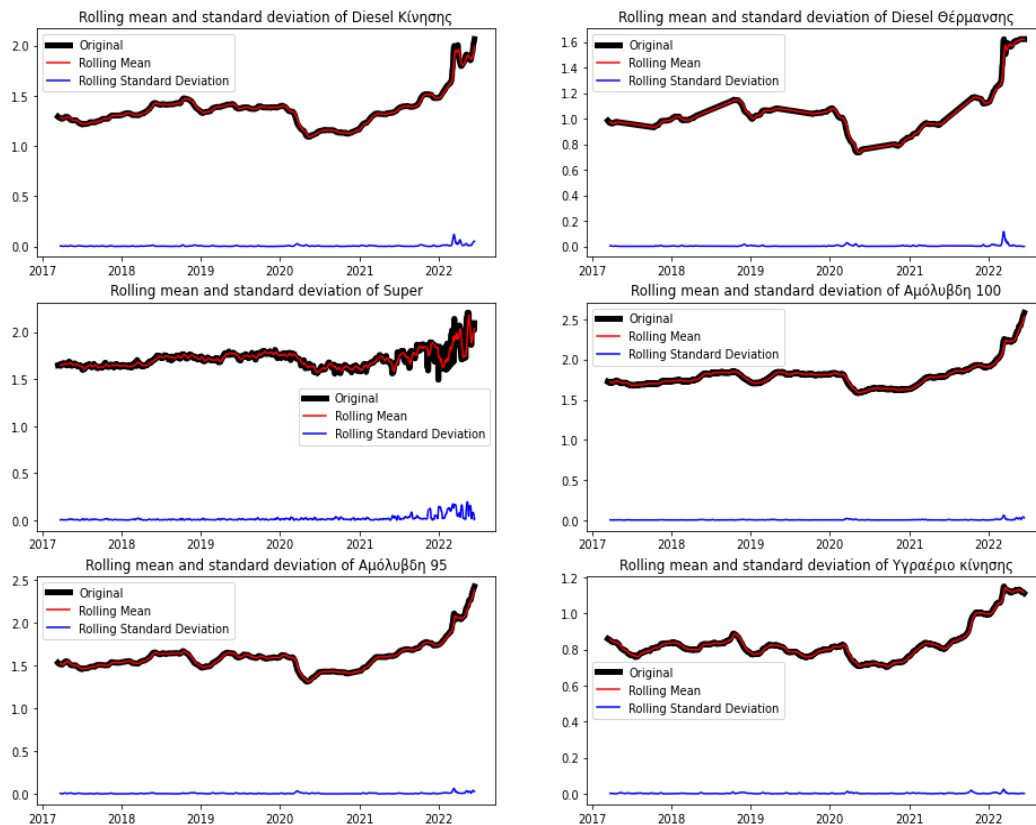 Rolling mean and standard deviation of Diesel Κίνησης
2.0
1.5
1.0
0.5
0.0
Original
Rolling Mean
Rolling Standard Deviation
2017 2018 2019 2020 2021 2022
Rolling mean and standard deviation of Diesel Θέρμανσης
1.6
1.4
1.2
1.0
0.8
0.6
0.4
0.2
0.0
Original
Rolling Mean
Rolling Standard Deviation
2017 2018 2019 2020 2021 2022
Rolling mean and standard deviation of Super
2.0
1.5
1.0
0.5
0.0
Original
Rolling Mean
Rolling Standard Deviation
2017 2018 2019 2020 2021 2022
Rolling mean and standard deviation of Αμόλυβδη 100
2.5
2.0
1.5
1.0
0.5
0.0
Original
Rolling Mean
Rolling Standard Deviation
2017 2018 2019 2020 2021 2022
Rolling mean and standard deviation of Αμόλυβδη 95
2.5
2.0
1.5
1.0
0.5
0.0
Original
Rolling Mean
Rolling Standard Deviation
2017 2018 2019 2020 2021 2022
Rolling mean and standard deviation of Υγραέριο κίνησης
1.2
1.0
0.8
0.6
0.4
0.2
0.0
Original
Rolling Mean
Rolling Standard Deviation
2017 2018 2019 2020 2021 2022